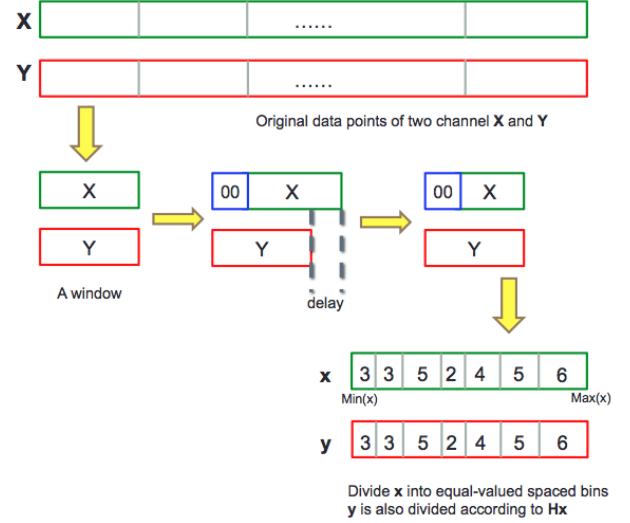 X ......
Y ......
Original data points of two channel X and Y
X 00 X 00 X
Y Y Y
A window
delay
x 3 3 5 2 4 5 6
Min(x) Max(x)
y 3 3 5 2 4 5 6
Divide x into equal-valued spaced bins
y is also divided according to Hx